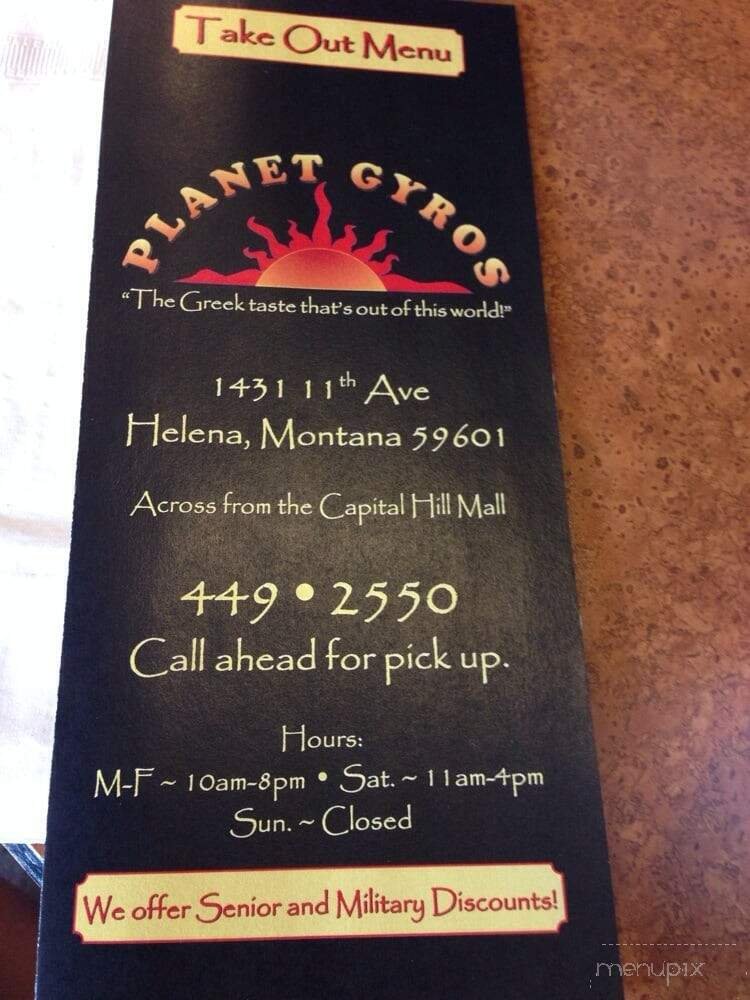 Take Out Menu
PLANET GYROS
“The Greek taste that's out of this world!”
1431 11th Ave
Helena, Montana 59601
Across from the Capital Hill Mall
449 • 2550
Call ahead for pick up.
Hours:
M-F ~ 10am-8pm • Sat. ~ 11am-4pm
Sun. ~ Closed
We offer Senior and Military Discounts!
menupix